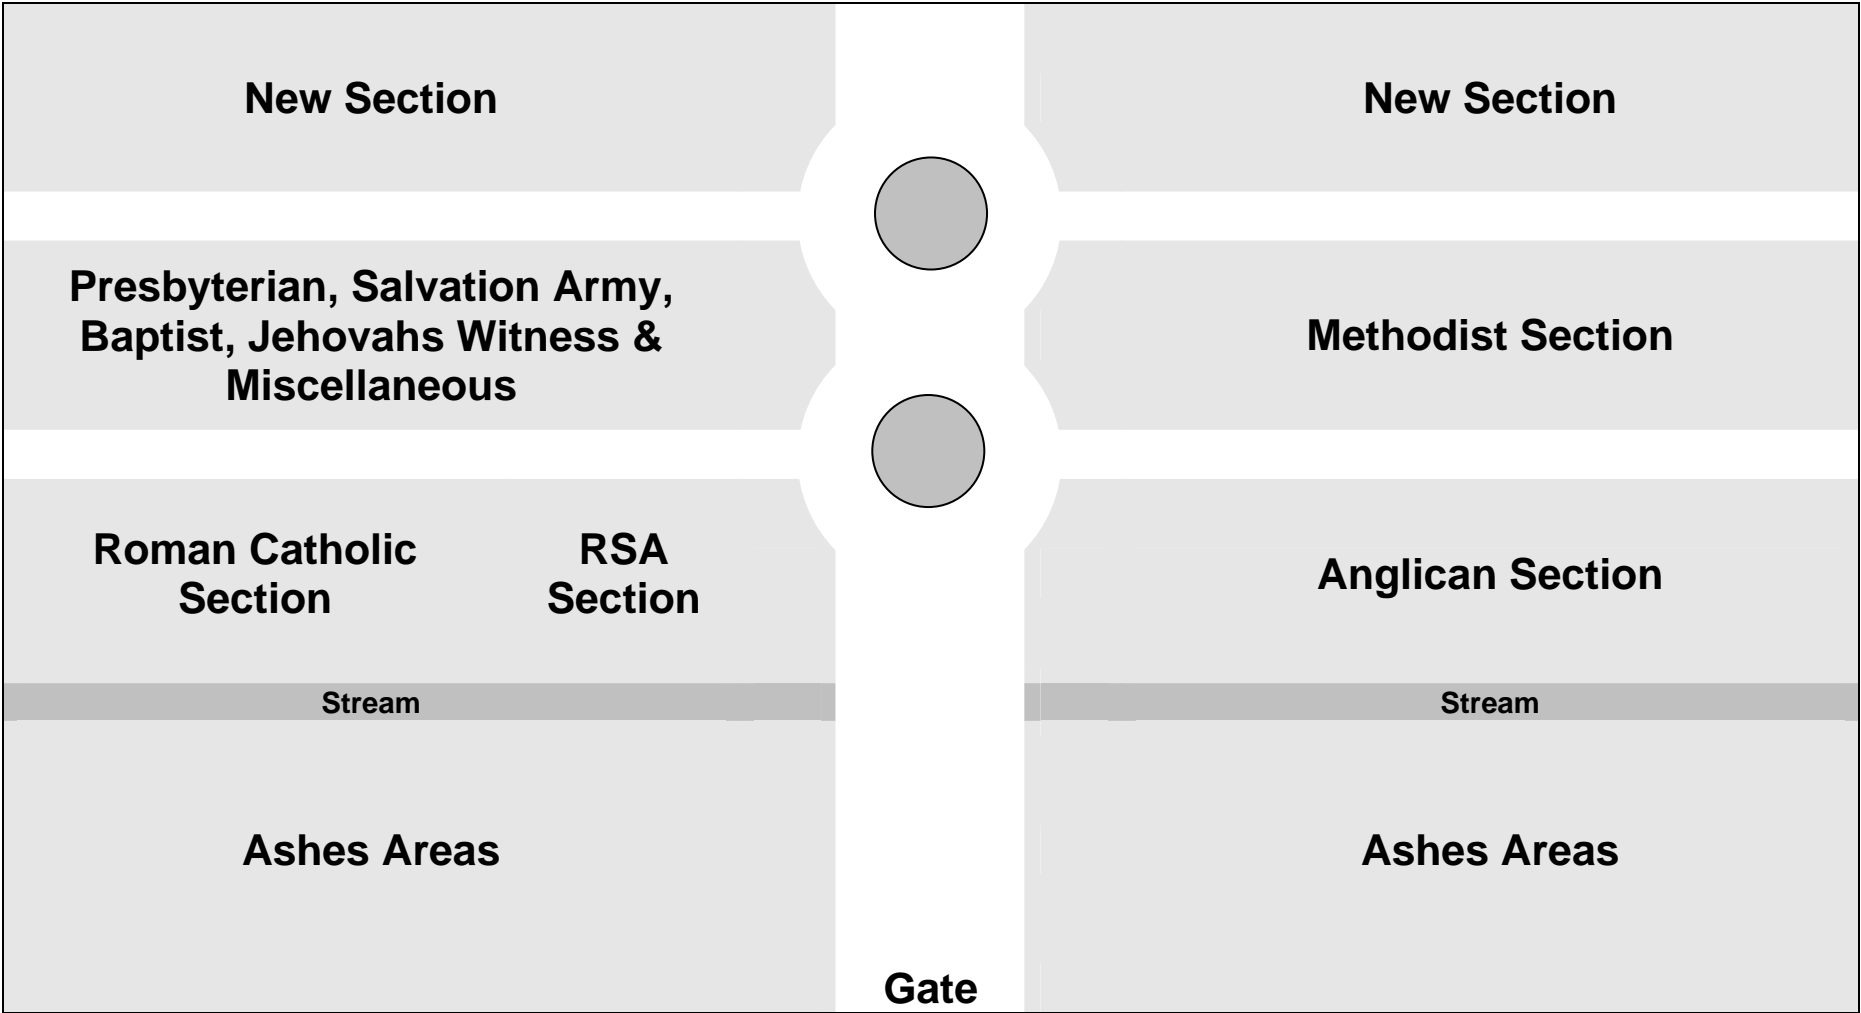 New Section
New Section
Presbyterian, Salvation Army,
Baptist, Jehovahs Witness &
Miscellaneous
Methodist Section
Roman Catholic
Section
RSA
Section
Anglican Section
Stream
Stream
Ashes Areas
Ashes Areas
Gate